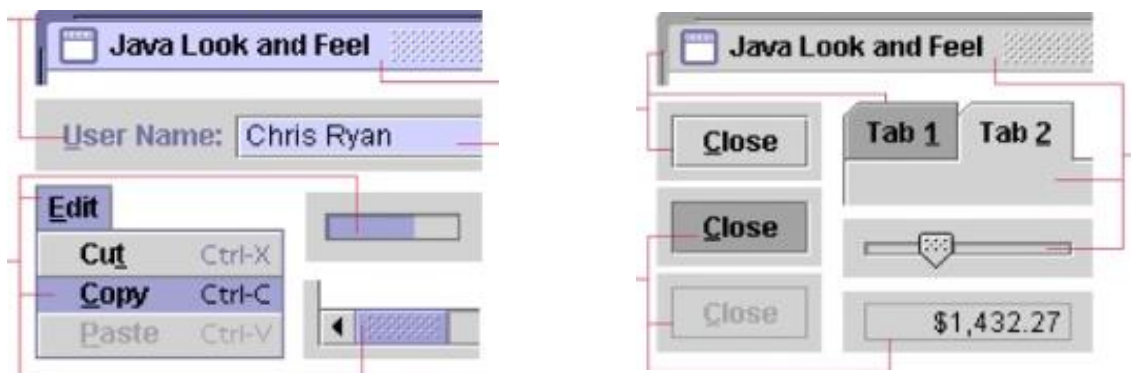 Java Look and Feel
User Name: Chris Ryan
Edit
Cut Ctrl-X
Copy Ctrl-C
Paste Ctrl-V
Java Look and Feel
Close
Tab 1 Tab 2
Close
Close
$1,432.27